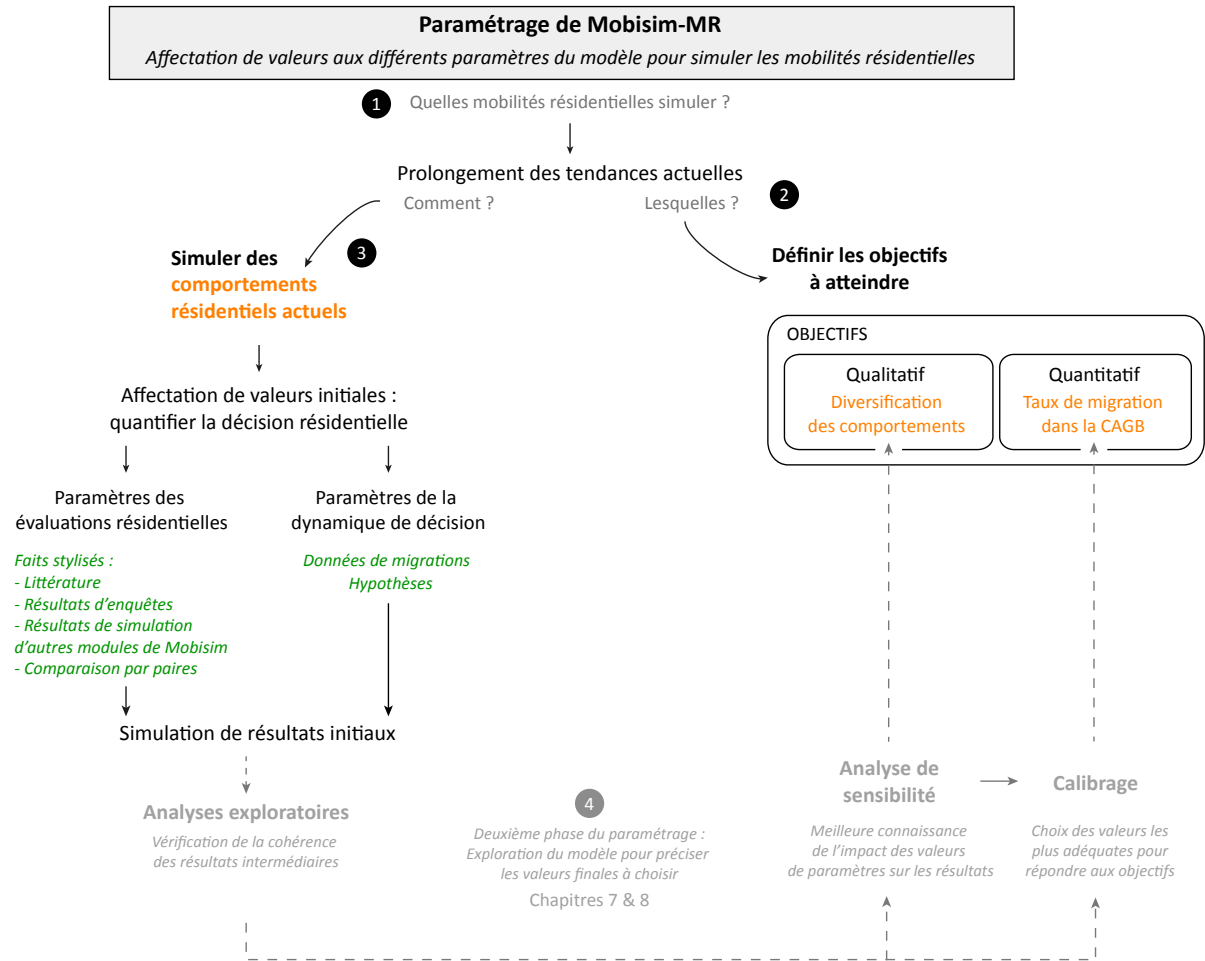 Paramétrage de Mobisim-MR
Affectation de valeurs aux différents paramètres du modèle pour simuler les mobilités résidentielles
1
Quelles mobilités résidentielles simuler ?
Prolongement des tendances actuelles
Comment ?
Lesquelles ?
2
3
Simuler des
comportements
résidentiels actuels
Définir les objectifs
à atteindre
OBJECTIFS
Qualitatif
Diversification
des comportements
Quantitatif
Taux de migration
dans la CAGB
Affectation de valeurs initiales :
quantifier la décision résidentielle
Paramètres des
évaluations résidentielles
Paramètres de la
dynamique de décision
Faits stylisés :
- Littérature
- Résultats d’enquêtes
- Résultats de simulation
d’autres modules de Mobisim
- Comparaison par paires
Données de migrations
Hypothèses
Simulation de résultats initiaux
Analyses exploratoires
Vérification de la cohérence
des résultats intermédiaires
4
Deuxième phase du paramétrage :
Exploration du modèle pour préciser
les valeurs finales à choisir
Chapitres 7 & 8
Analyse de
sensibilité
Meilleure connaissance
de l’impact des valeurs
de paramètres sur les résultats
Calibrage
Choix des valeurs les
plus adéquates pour
répondre aux objectifs